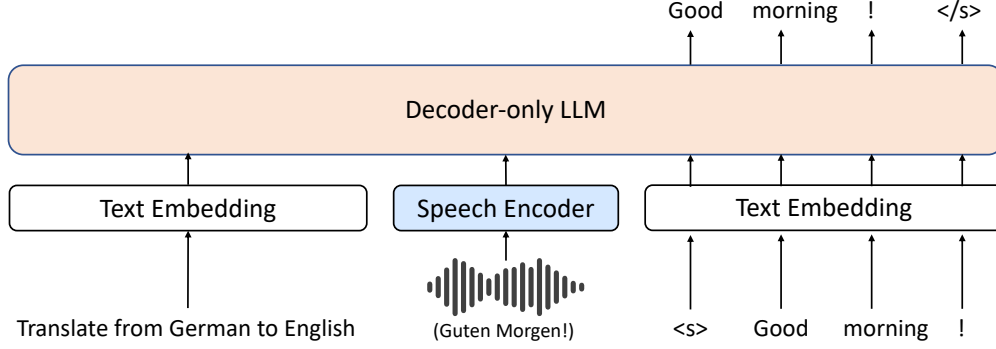 Good morning ! </s>
Decoder-only LLM
Text Embedding Speech Encoder Text Embedding
Translate from German to English (Guten Morgen!) <s> Good morning !